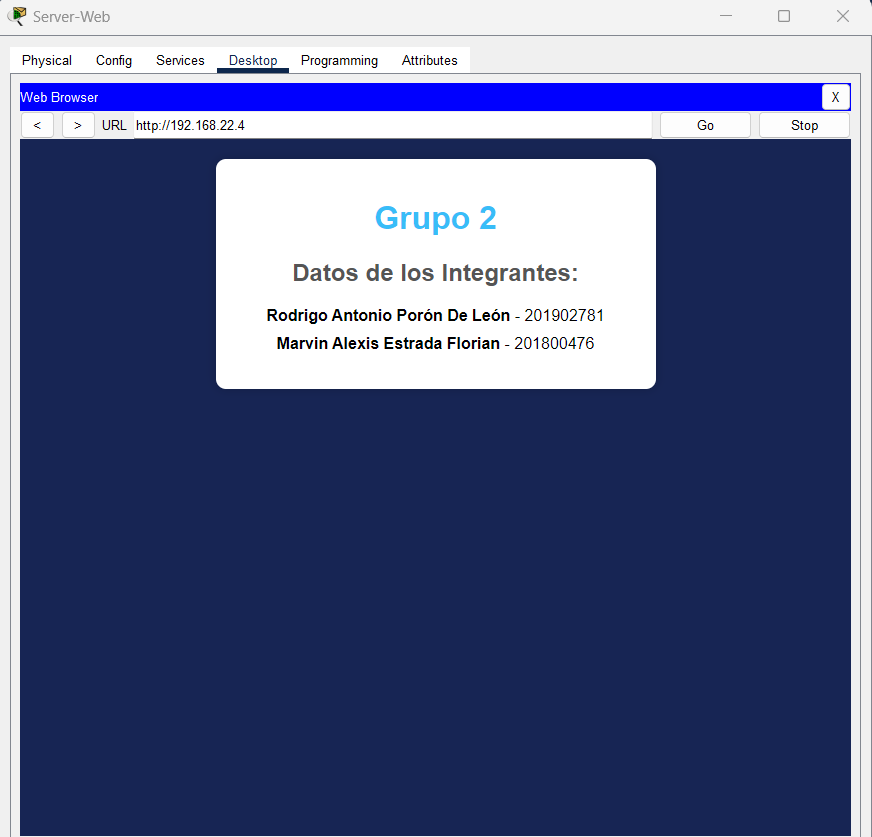 Server-Web
Physical Config Services Desktop Programming Attributes
Web Browser X
< > URL http://192.168.22.4 Go Stop
Grupo 2
Datos de los Integrantes:
Rodrigo Antonio Porón De León - 201902781
Marvin Alexis Estrada Florian - 201800476